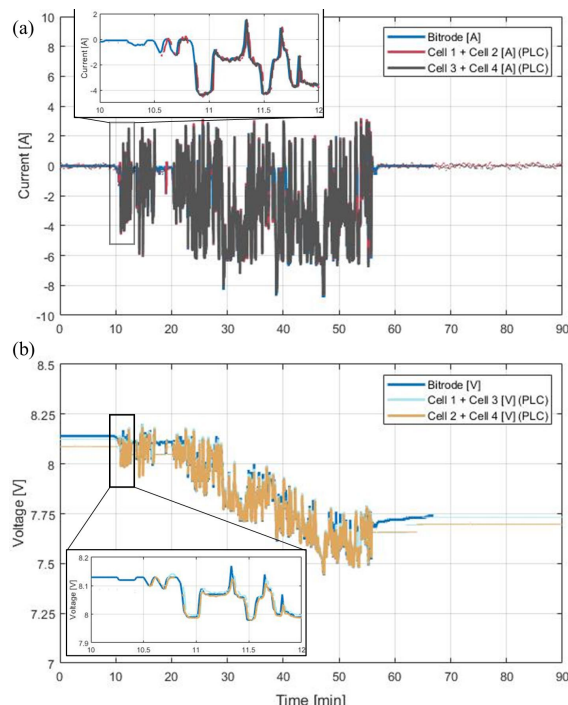 (a)
10
8
6
4
2
0
-2
-4
-6
-8
-10
Current [A]
0 10 20 30 40 50 60 70 80 90
Bitrode [A]
Cell 1 + Cell 2 [A] (PLC)
Cell 3 + Cell 4 [A] (PLC)
2
0
-2
-4
Current [A]
10 10.5 11 11.5 12
(b)
8.5
8.25
8
7.75
7.5
7.25
7
Voltage [V]
Bitrode [V]
Cell 1 + Cell 3 [V] (PLC)
Cell 2 + Cell 4 [V] (PLC)
8.2
8.1
8
7.9
Voltage [V]
10 10.5 11 11.5 12
0 10 20 30 40 50 60 70 80 90
Time [min]